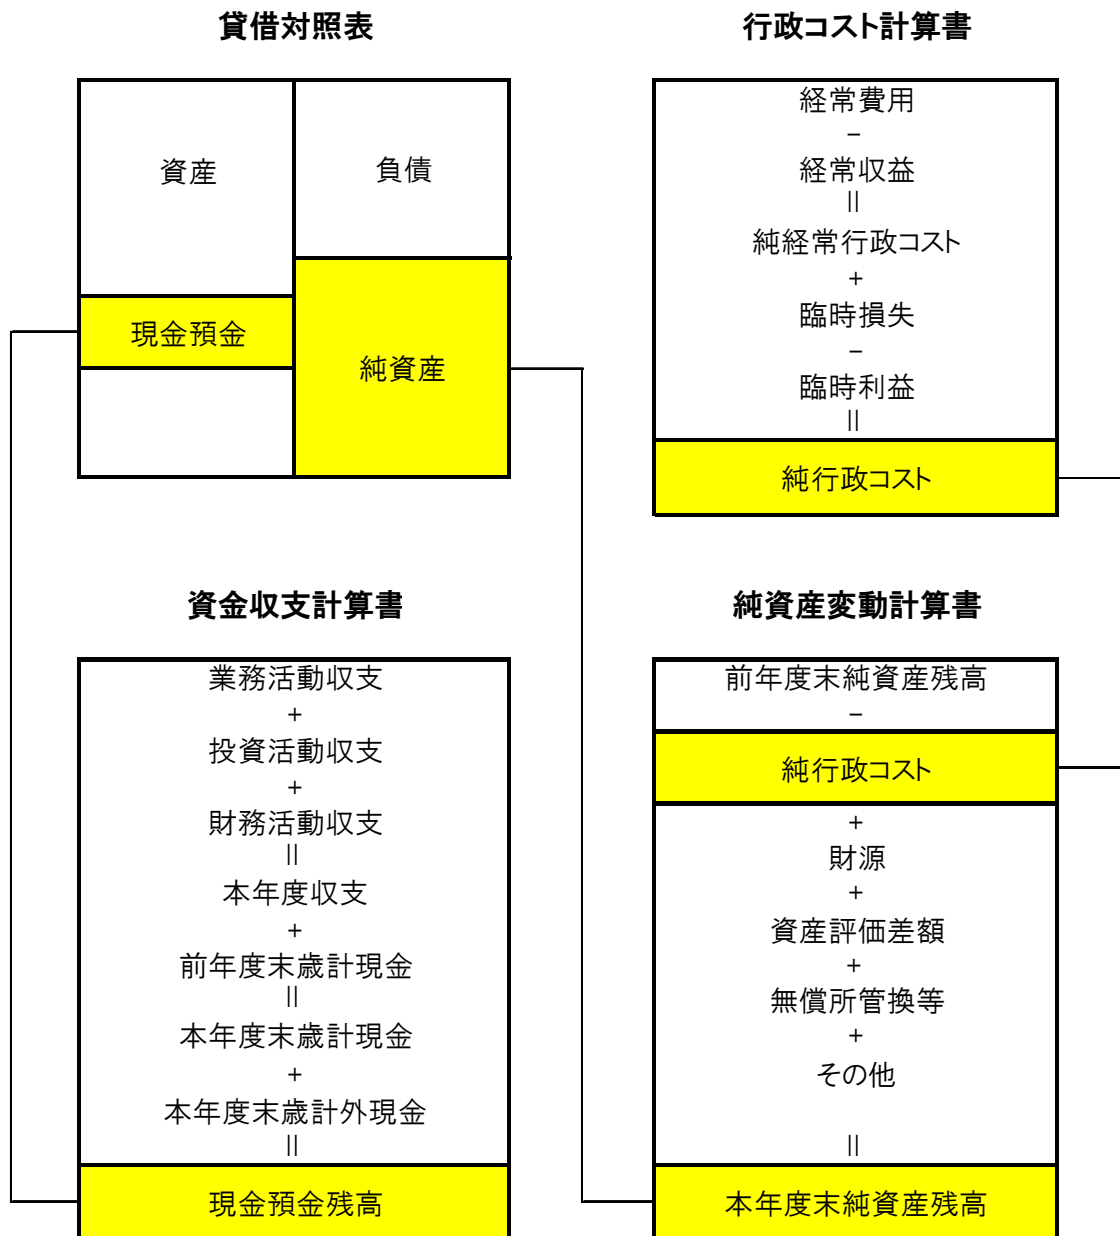 貸借対照表
資産
負債
現金預金
純資産
行政コスト計算書
経常費用
−
経常収益
||
純経常行政コスト
+
臨時損失
−
臨時利益
||
純行政コスト
資金収支計算書
業務活動収支
+
投資活動収支
+
財務活動収支
||
本年度収支
+
前年度末歳計現金
||
本年度末歳計現金
+
本年度末歳計外現金
||
現金預金残高
純資産変動計算書
前年度末純資産残高
−
純行政コスト
+
財源
+
資産評価差額
+
無償所管換等
+
その他
||
本年度末純資産残高